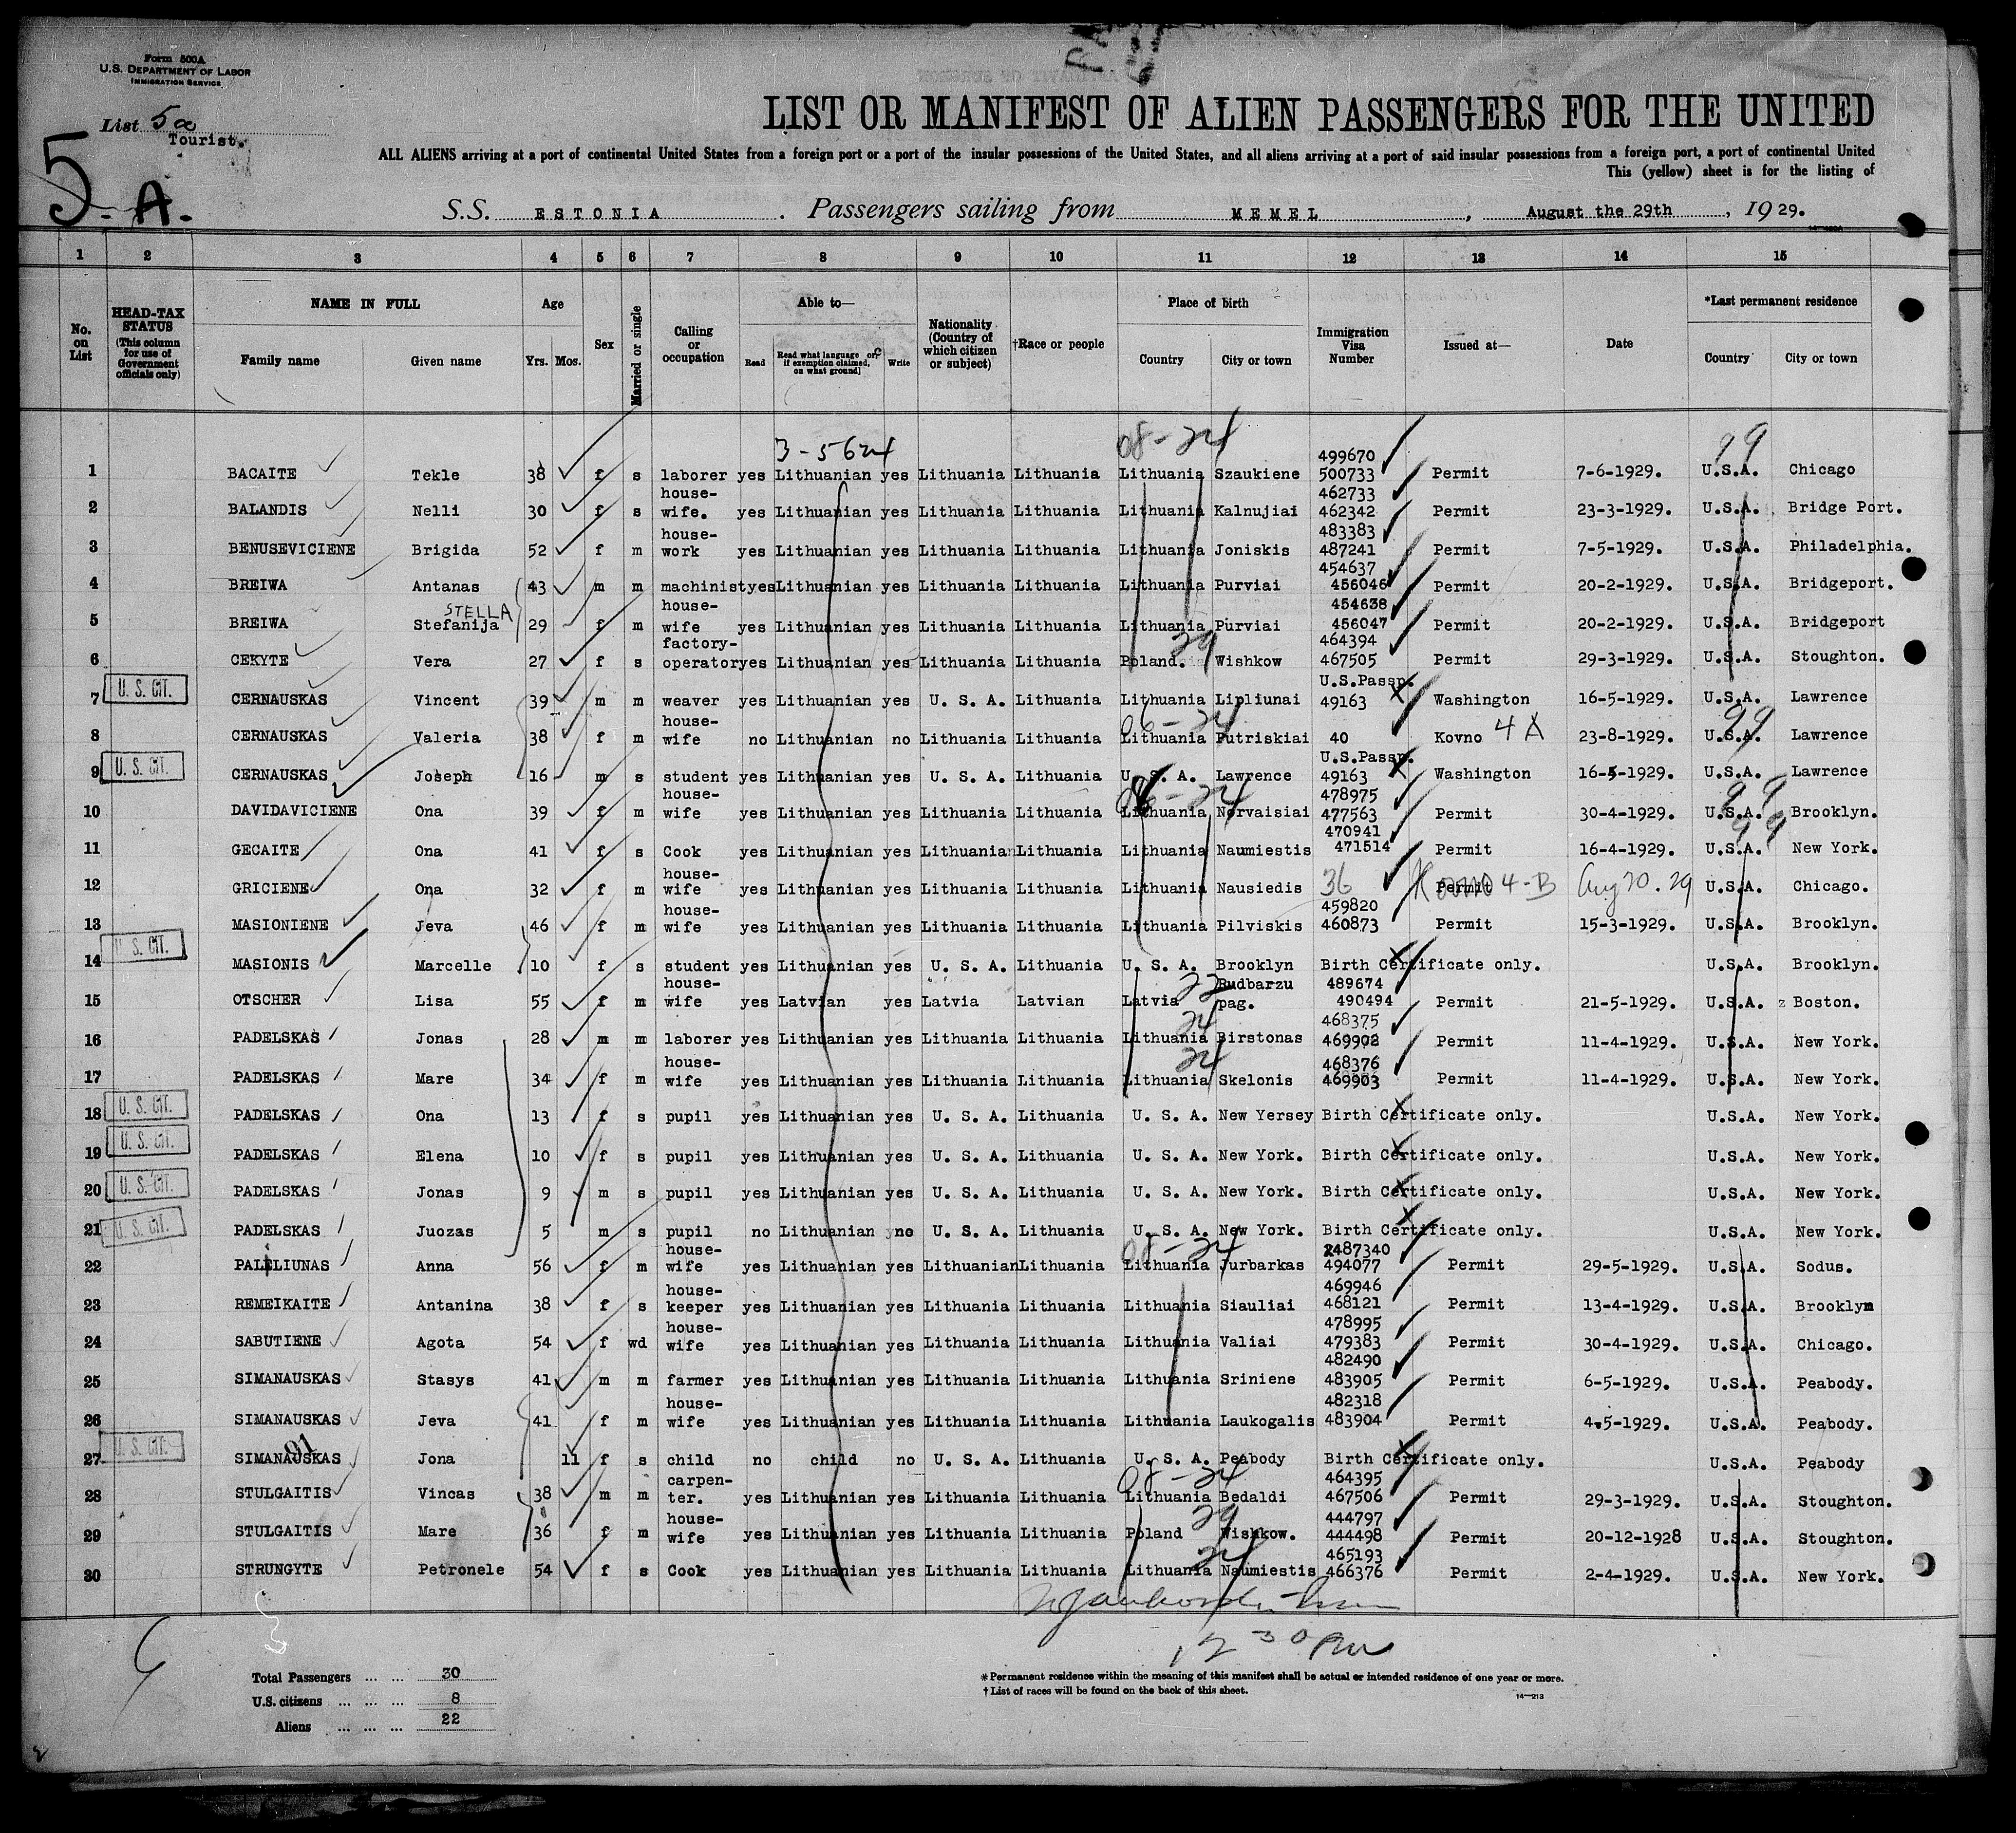 Form 500A
U.S. DEPARTMENT OF LABOR
IMMIGRATION SERVICE
List 5a
Tourist.
5-A.
LIST OR MANIFEST OF ALIEN PASSENGERS FOR THE UNITED
ALL ALIENS arriving at a port of continental United States from a foreign port or a port of the insular possessions of the United States, and all aliens arriving at a port of said insular possessions from a foreign port, a port of continental United
This (yellow) sheet is for the listing of
S.S. ESTONIA. Passengers sailing from MEMEL, August the 29th, 1929.
1 2 3 4 5 6 7 8 9 10 11 12 13 14 15
No. on List
HEAD-TAX STATUS (This column for use of Government officials only)
NAME IN FULL
Family name Given name
Age
Yrs. Mos.
Sex
Married or single
Calling or occupation
Able to—
Read Read what language or, if exemption claimed, on what ground] Write
Nationality (Country of which citizen or subject)
†Race or people
Place of birth
Country City or town
Immigration Visa Number
Issued at—
Date
*Last permanent residence
Country City or town
3-5624 08-24 99
1 BACAITE Tekle 38 f s laborer yes Lithuanian yes Lithuania Lithuania Lithuania Szaukiene 499670 500733 Permit 7-6-1929. U.S.A. Chicago
2 BALANDIS Nelli 30 f s house-wife. yes Lithuanian yes Lithuania Lithuania Lithuania Kalnujiai 462733 462342 Permit 23-3-1929. U.S.A. Bridge Port.
3 BENUSEVICIENE Brigida 52 f m house-work yes Lithuanian yes Lithuania Lithuania Lithuania Joniskis 483383 487241 Permit 7-5-1929. U.S.A. Philadelphia.
4 BREIWA Antanas 43 m m machinist yes Lithuanian yes Lithuania Lithuania Lithuania Purviai 454637 456046 Permit 20-2-1929. U.S.A. Bridgeport.
STELLA
5 BREIWA Stefanija 29 f m house-wife yes Lithuanian yes Lithuania Lithuania Lithuania Purviai 454638 456047 Permit 20-2-1929. U.S.A. Bridgeport
29
6 CEKYTE Vera 27 f s factory-operator yes Lithuanian yes Lithuania Lithuania Poland. Wishkow 464394 467505 Permit 29-3-1929. U.S.A. Stoughton.
7 U. S. CIT. CERNAUSKAS Vincent 39 m m weaver yes Lithuanian yes U. S. A. Lithuania Lithuania Lipliunai U.S.Passp. 49163 Washington 16-5-1929. U.S.A. Lawrence
06-24 99
8 CERNAUSKAS Valeria 38 f m house-wife no Lithuanian no Lithuania Lithuania Lithuania Putriskiai 40 Kovno 4 A 23-8-1929. U.S.A. Lawrence
9 U. S. CIT. CERNAUSKAS Joseph 16 m s student yes Lithuanian yes U. S. A. Lithuania U. S. A. Lawrence U.S.Passp. 49163 Washington 16-5-1929. U.S.A. Lawrence
99
10 DAVIDAVICIENE Ona 39 f m house-wife yes Lithuanian yes Lithuania Lithuania Lithuania Norvaisiai 478975 477563 Permit 30-4-1929. U.S.A. Brooklyn.
99
11 GECAITE Ona 41 f s Cook yes Lithuanian yes Lithuanian Lithuania Lithuania Naumiestis 470941 471514 Permit 16-4-1929. U.S.A. New York.
12 GRICIENE Ona 32 f m house-wife yes Lithuanian yes Lithuania Lithuania Lithuania Nausiedis 36 Permit Kovno 4-B Aug 20. 29 U.S.A. Chicago.
13 MASIONIENE Jeva 46 f m house-wife yes Lithuanian yes Lithuania Lithuania Lithuania Pilviskis 459820 460873 Permit 15-3-1929. U.S.A. Brooklyn.
14 U. S. CIT. MASIONIS Marcelle 10 f s student yes Lithuanian yes U. S. A. Lithuania U. S. A. Brooklyn Birth Certificate only. U.S.A. Brooklyn.
22
15 OTSCHER Lisa 55 f m house-wife yes Latvian yes Latvia Latvian Latvia Rudbarzu pag. 489674 490494 Permit 21-5-1929. U.S.A. Boston.
24
16 PADELSKAS Jonas 28 m m laborer yes Lithuanian yes Lithuania Lithuania Lithuania Birstonas 468375 469902 Permit 11-4-1929. U.S.A. New York.
24
17 PADELSKAS Mare 34 f m house-wife yes Lithuanian yes Lithuania Lithuania Lithuania Skelonis 468376 469903 Permit 11-4-1929. U.S.A. New York.
18 U. S. CIT. PADELSKAS Ona 13 f s pupil yes Lithuanian yes U. S. A. Lithuania U. S. A. New Yersey Birth Certificate only. U.S.A. New York.
19 U. S. CIT. PADELSKAS Elena 10 f s pupil yes Lithuanian yes U. S. A. Lithuania U. S. A. New York. Birth Certificate only. U.S.A. New York.
20 U. S. CIT. PADELSKAS Jonas 9 m s pupil yes Lithuanian yes U. S. A. Lithuania U. S. A. New York. Birth Certificate only. U.S.A. New York.
21 U. S. CIT. PADELSKAS Juozas 5 m s pupil no Lithuanian no U. S. A. Lithuania U. S. A. New York. Birth Certificate only. U.S.A. New York.
08-24
22 PALELIUNAS Anna 56 f m house-wife yes Lithuanian yes Lithuanian Lithuania Lithuania Jurbarkas 487340 494077 Permit 29-5-1929. U.S.A. Sodus.
23 REMEIKAITE Antanina 38 f s house-keeper yes Lithuanian yes Lithuania Lithuania Lithuania Siauliai 469946 468121 Permit 13-4-1929. U.S.A. Brooklyn
24 SABUTIENE Agota 54 f wd house-wife yes Lithuanian yes Lithuania Lithuania Lithuania Valiai 478995 479383 Permit 30-4-1929. U.S.A. Chicago.
25 SIMANAUSKAS Stasys 41 m m farmer yes Lithuanian yes Lithuania Lithuania Lithuania Sriniene 482490 483905 Permit 6-5-1929. U.S.A. Peabody.
26 SIMANAUSKAS Jeva 41 f m house-wife yes Lithuanian yes Lithuania Lithuania Lithuania Laukogalis 482318 483904 Permit 4.5-1929. U.S.A. Peabody.
27 U. S. CIT. SIMANAUSKAS Jona 11 f s child no child no U. S. A. Lithuania U. S. A. Peabody Birth Certificate only. U.S.A. Peabody
08-24
28 STULGAITIS Vincas 38 m m carpen-ter. yes Lithuanian yes Lithuania Lithuania Lithuania Bedaldi 464395 467506 Permit 29-3-1929. U.S.A. Stoughton.
29
29 STULGAITIS Mare 36 f m house-wife yes Lithuanian yes Lithuania Lithuania Poland Wishkow. 444797 444498 Permit 20-12-1928 U.S.A. Stoughton.
24
30 STRUNGYTE Petronele 54 f s Cook yes Lithuanian yes Lithuania Lithuania Lithuania Naumiestis 465193 466376 Permit 2-4-1929. U.S.A. New York.
12 30 PM
Total Passengers ... ... 30
U.S. citizens ... ... ... 8
Aliens ... ... ... 22
*Permanent residence within the meaning of this manifest shall be actual or intended residence of one year or more.
†List of races will be found on the back of this sheet.
14—213